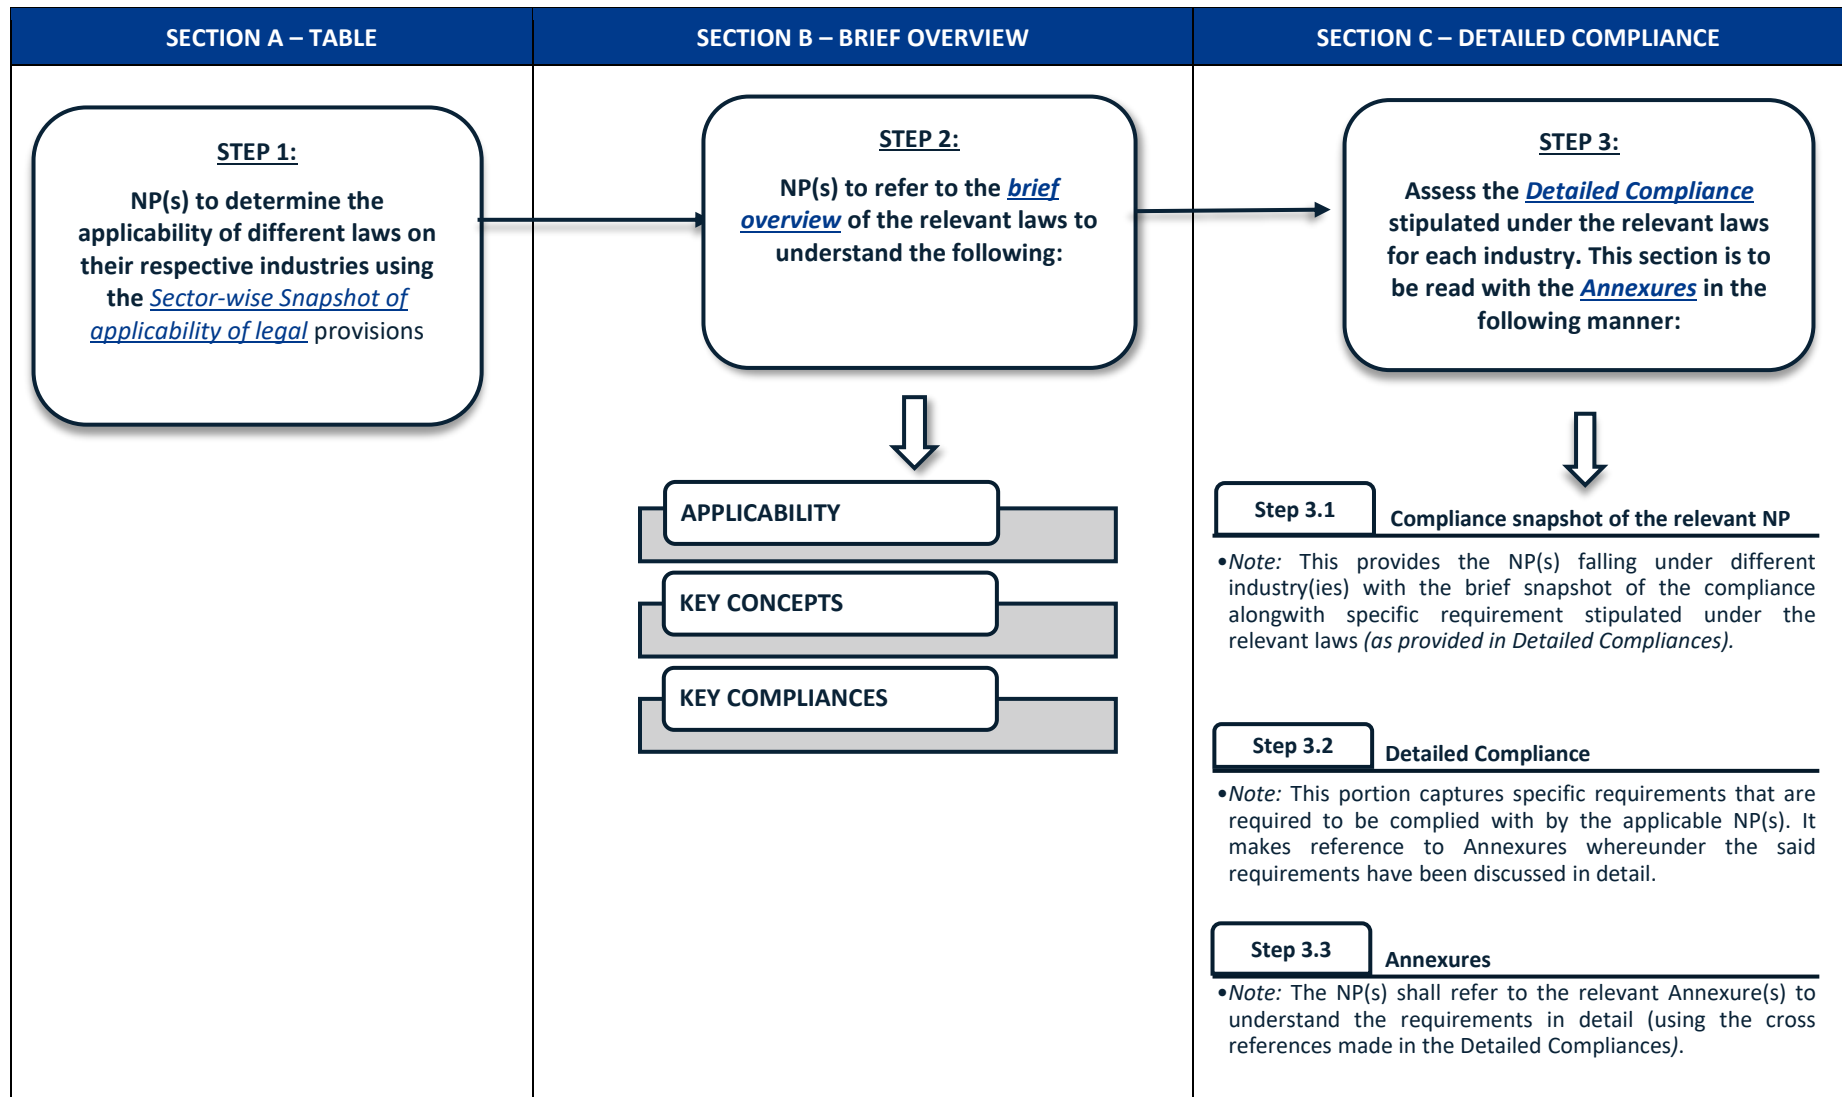 SECTION A – TABLE
SECTION B – BRIEF OVERVIEW
SECTION C – DETAILED COMPLIANCE
STEP 1:
NP(s) to determine the
applicability of different laws on
their respective industries using
the Sector-wise Snapshot of
applicability of legal provisions
STEP 2:
NP(s) to refer to the brief
overview of the relevant laws to
understand the following:
APPLICABILITY
KEY CONCEPTS
KEY COMPLIANCES
STEP 3:
Assess the Detailed Compliance
stipulated under the relevant laws
for each industry. This section is to
be read with the Annexures in the
following manner:
Step 3.1
Compliance snapshot of the relevant NP
•Note: This provides the NP(s) falling under different
industry(ies) with the brief snapshot of the compliance
alongwith specific requirement stipulated under the
relevant laws (as provided in Detailed Compliances).
Step 3.2
Detailed Compliance
•Note: This portion captures specific requirements that are
required to be complied with by the applicable NP(s). It
makes reference to Annexures whereunder the said
requirements have been discussed in detail.
Step 3.3
Annexures
•Note: The NP(s) shall refer to the relevant Annexure(s) to
understand the requirements in detail (using the cross
references made in the Detailed Compliances).